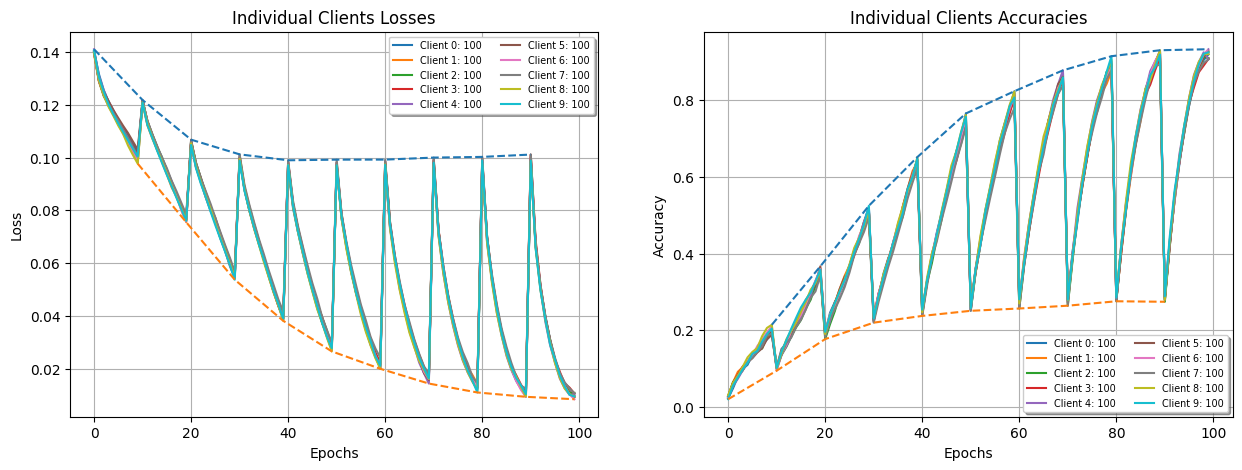 Individual Clients Losses
Loss
0.14
0.12
0.10
0.08
0.06
0.04
0.02
0 20 40 60 80 100
Epochs
Client 0: 100 Client 5: 100
Client 1: 100 Client 6: 100
Client 2: 100 Client 7: 100
Client 3: 100 Client 8: 100
Client 4: 100 Client 9: 100
Individual Clients Accuracies
Accuracy
0.8
0.6
0.4
0.2
0.0
0 20 40 60 80 100
Epochs
Client 0: 100 Client 5: 100
Client 1: 100 Client 6: 100
Client 2: 100 Client 7: 100
Client 3: 100 Client 8: 100
Client 4: 100 Client 9: 100